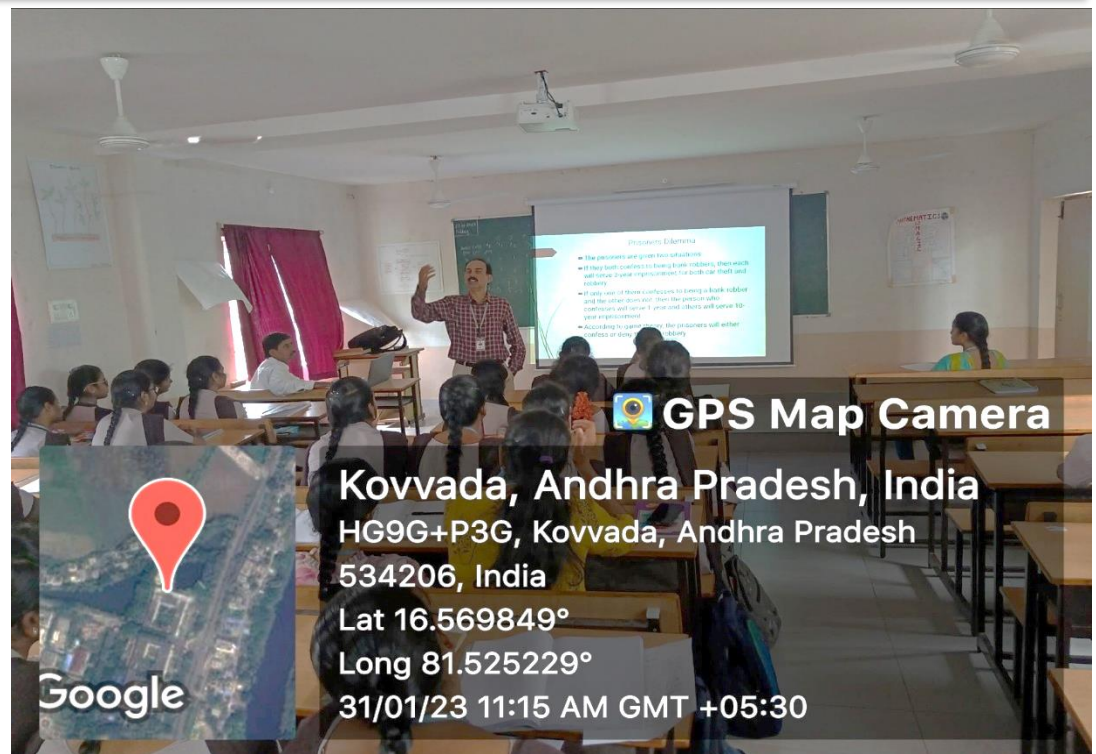 Prisoners Dilemma
The prisoners are given two situations
If they both confess to being bank robbers, then each
will serve 3-year imprisonment for both car theft and
robbery
If only one of them confesses to being a bank robber
and the other does not, then the person who
confesses will serve 1 year and others will serve
year imprisonment
According to game theory, the prisoners will either
confess or deny robbery
GPS Map Camera
Kovvada, Andhra Pradesh, India
HG9G+P3G, Kovvada, Andhra Pradesh
534206, India
Lat 16.569849°
Long 81.525229°
31/01/23 11:15 AM GMT +05:30
Google